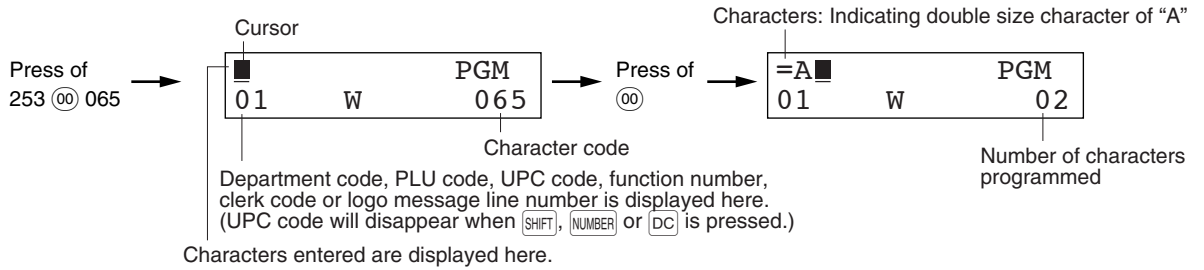 Characters: Indicating double size character of “A”
Cursor
Press of
253 00 065
PGM
01 W 065
Press of
00
=A PGM
01 W 02
Character code
Number of characters
programmed
Department code, PLU code, UPC code, function number,
clerk code or logo message line number is displayed here.
(UPC code will disappear when SHIFT, NUMBER or DC is pressed.)
Characters entered are displayed here.